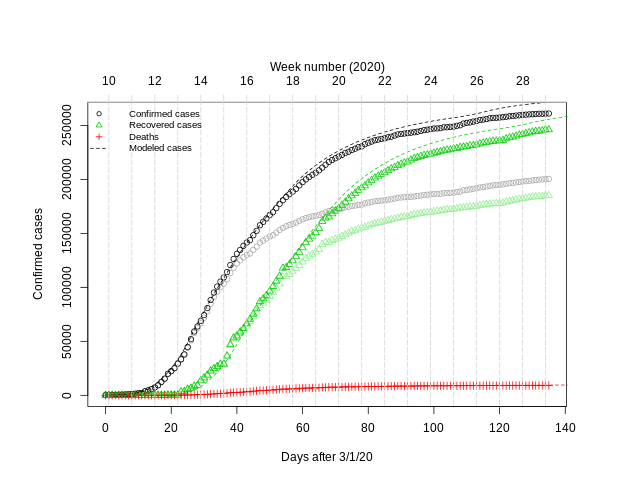 Week number (2020)
10 12 14 16 18 20 22 24 26 28
Confirmed cases
Recovered cases
Deaths
Modeled cases
Confirmed cases
250000
200000
150000
100000
50000
0
0 20 40 60 80 100 120 140
Days after 3/1/20